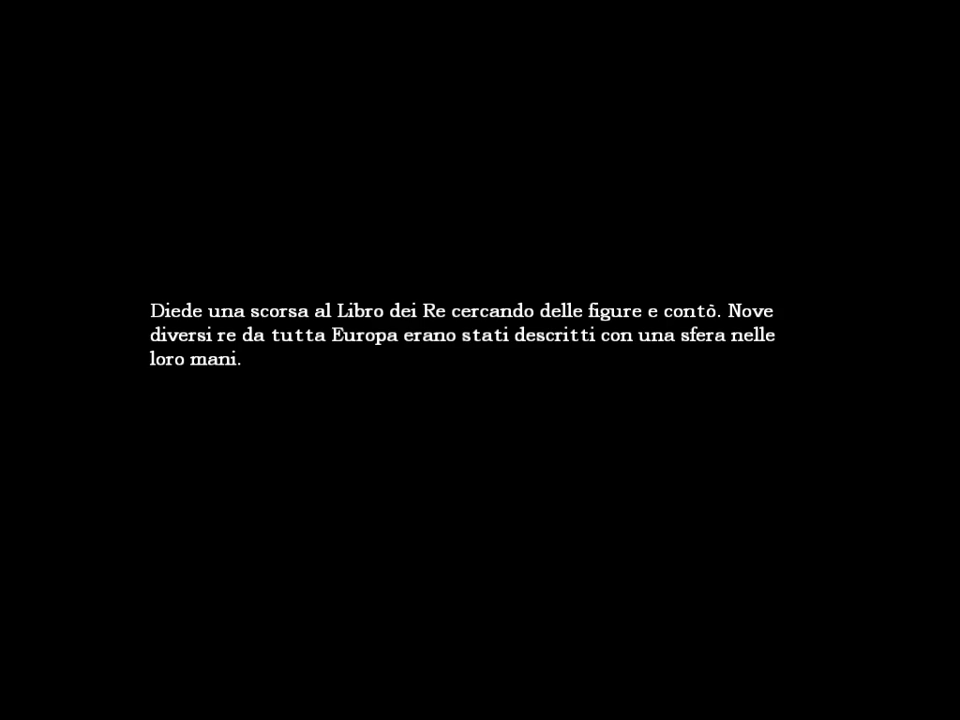 Diede una scorsa al Libro dei Re cercando delle figure e contò. Nove
diversi re da tutta Europa erano stati descritti con una sfera nelle
loro mani.